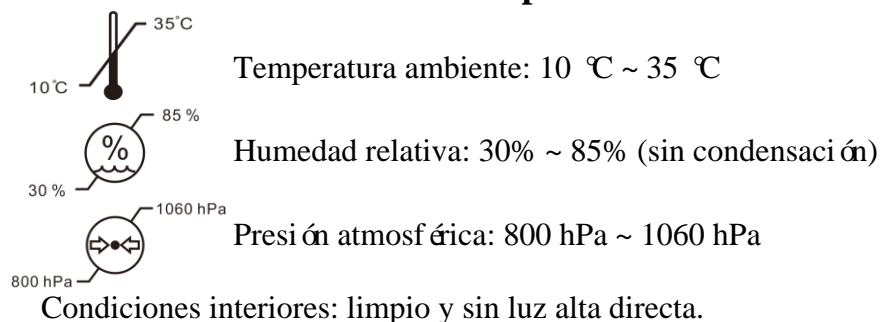 35°C
10°C
Temperatura ambiente: 10 ℃ ~ 35 ℃
85 %
%
30 %
Humedad relativa: 30% ~ 85% (sin condensación)
1060 hPa
800 hPa
Presión atmosférica: 800 hPa ~ 1060 hPa
Condiciones interiores: limpio y sin luz alta directa.